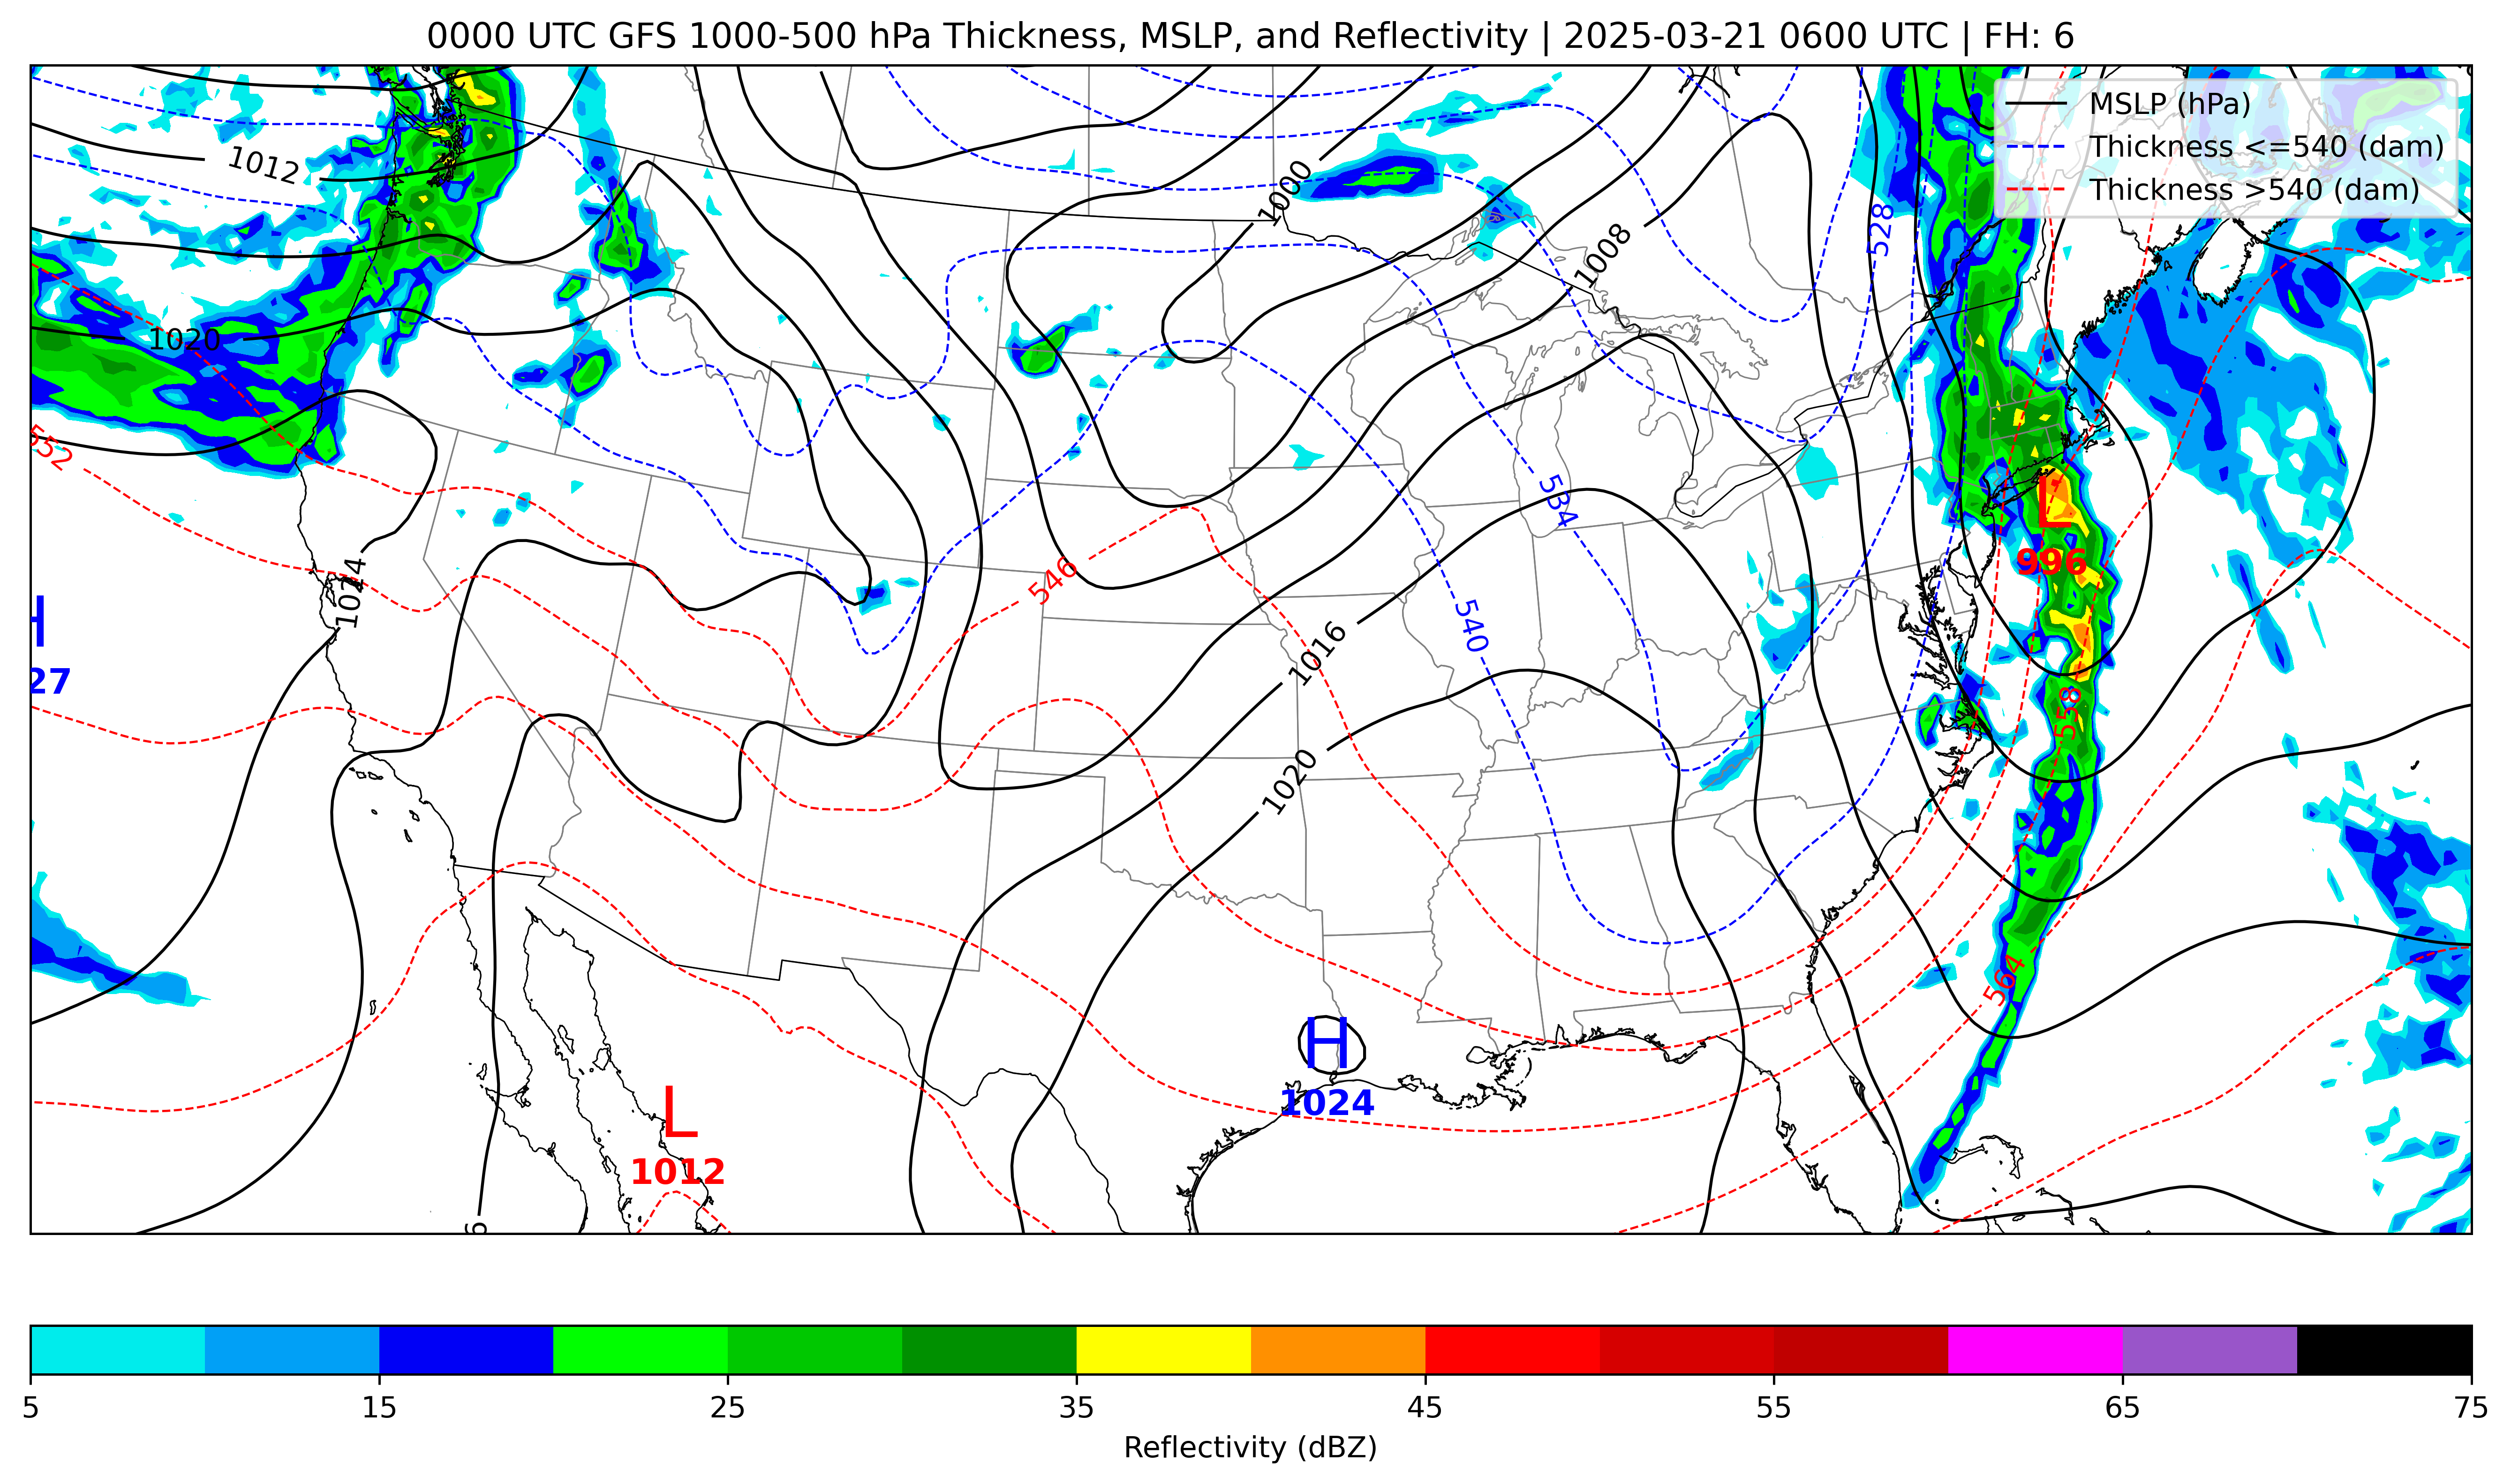 0000 UTC GFS 1000-500 hPa Thickness, MSLP, and Reflectivity | 2025-03-21 0600 UTC | FH: 6
MSLP (hPa)
Thickness <=540 (dam)
Thickness >540 (dam)
1012
1000
528
1008
1020
552
534
L
996
546
1024
H
27
540
1016
558
1020
564
H
1024
L
1012
6
5 15 25 35 45 55 65 75
Reflectivity (dBZ)